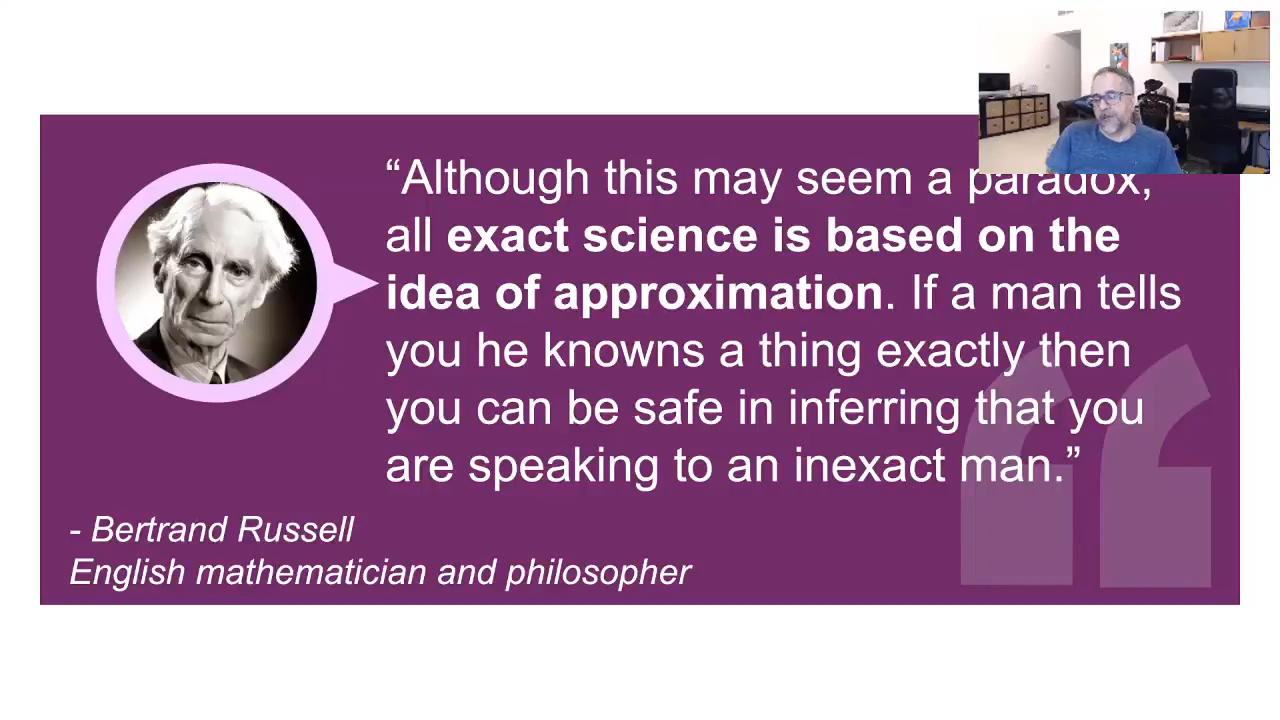 “Although this may seem a paradox,
all exact science is based on the
idea of approximation. If a man tells
you he knowns a thing exactly then
you can be safe in inferring that you
are speaking to an inexact man.”
- Bertrand Russell
English mathematician and philosopher